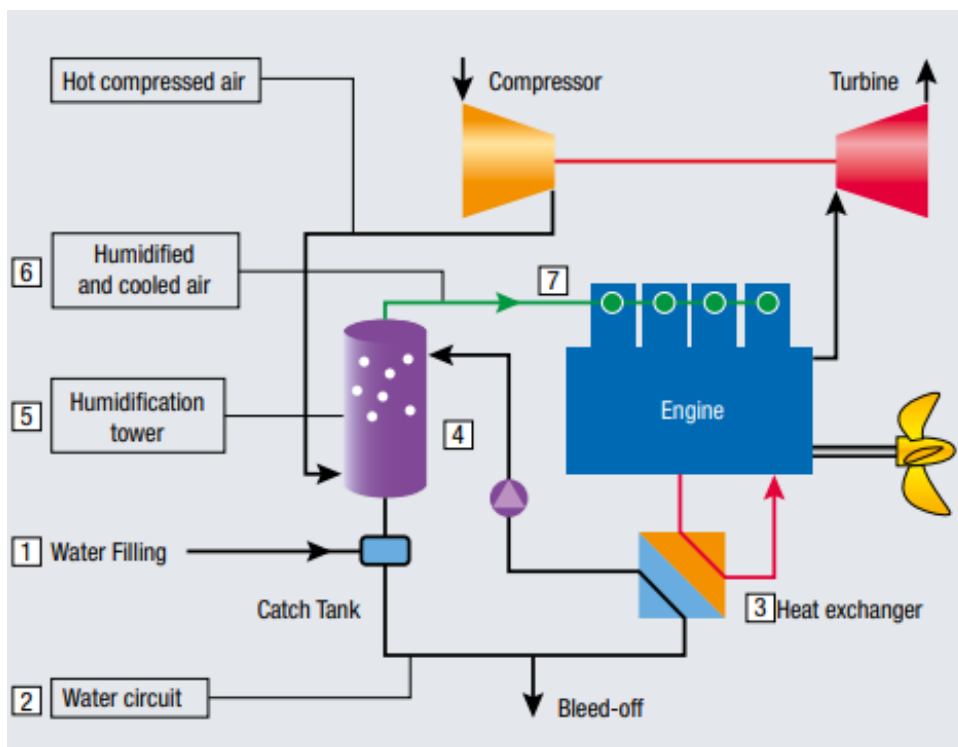 Hot compressed air
Compressor
Turbine
6
Humidified
and cooled air
7
5
Humidification
tower
4
Engine
1 Water Filling
Catch Tank
3 Heat exchanger
2 Water circuit
Bleed-off